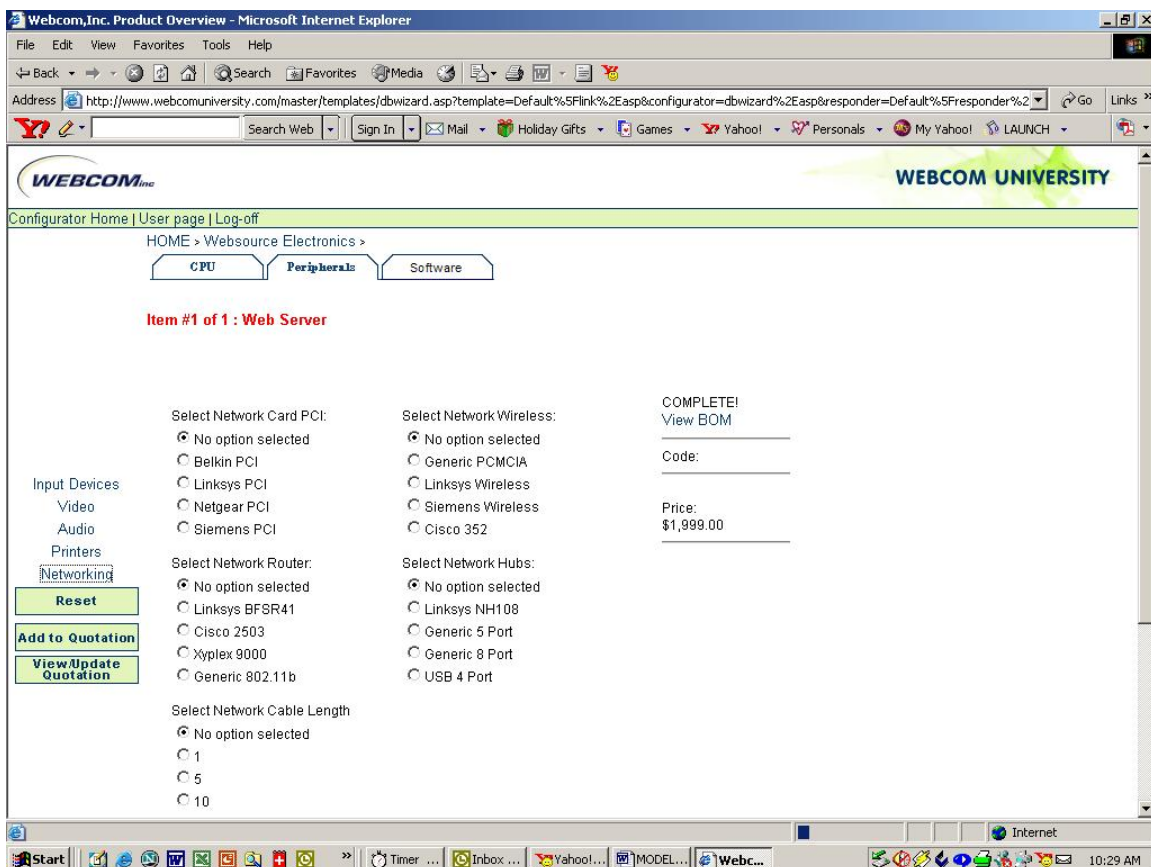 Webcom,Inc. Product Overview - Microsoft Internet Explorer
File Edit View Favorites Tools Help
Back Search Favorites Media
Address http://www.webcomuniversity.com/master/templates/dbwizard.asp?template=Default%5Flink%2Easp&configurator=dbwizard%2Easp&responder=Default%5Fresponder%2 Go Links »
Y! Search Web Sign In Mail Holiday Gifts Games Yahoo! Personals My Yahoo! LAUNCH
WEBCOM inc
WEBCOM UNIVERSITY
Configurator Home | User page | Log-off
HOME > Websource Electronics >
CPU Peripherals Software
Item #1 of 1 : Web Server
Input Devices
Video
Audio
Printers
Networking
Reset
Add to Quotation
View/Update
Quotation
Select Network Card PCI:
No option selected
Belkin PCI
Linksys PCI
Netgear PCI
Siemens PCI
Select Network Wireless:
No option selected
Generic PCMCIA
Linksys Wireless
Siemens Wireless
Cisco 352
Select Network Router:
No option selected
Linksys BFSR41
Cisco 2503
Xyplex 9000
Generic 802.11b
Select Network Hubs:
No option selected
Linksys NH108
Generic 5 Port
Generic 8 Port
USB 4 Port
Select Network Cable Length
No option selected
1
5
10
COMPLETE!
View BOM
Code:
Price:
$1,999.00
Internet
Start » Timer ... Inbox ... Yahoo!... MODEL... Webc... 10:29 AM